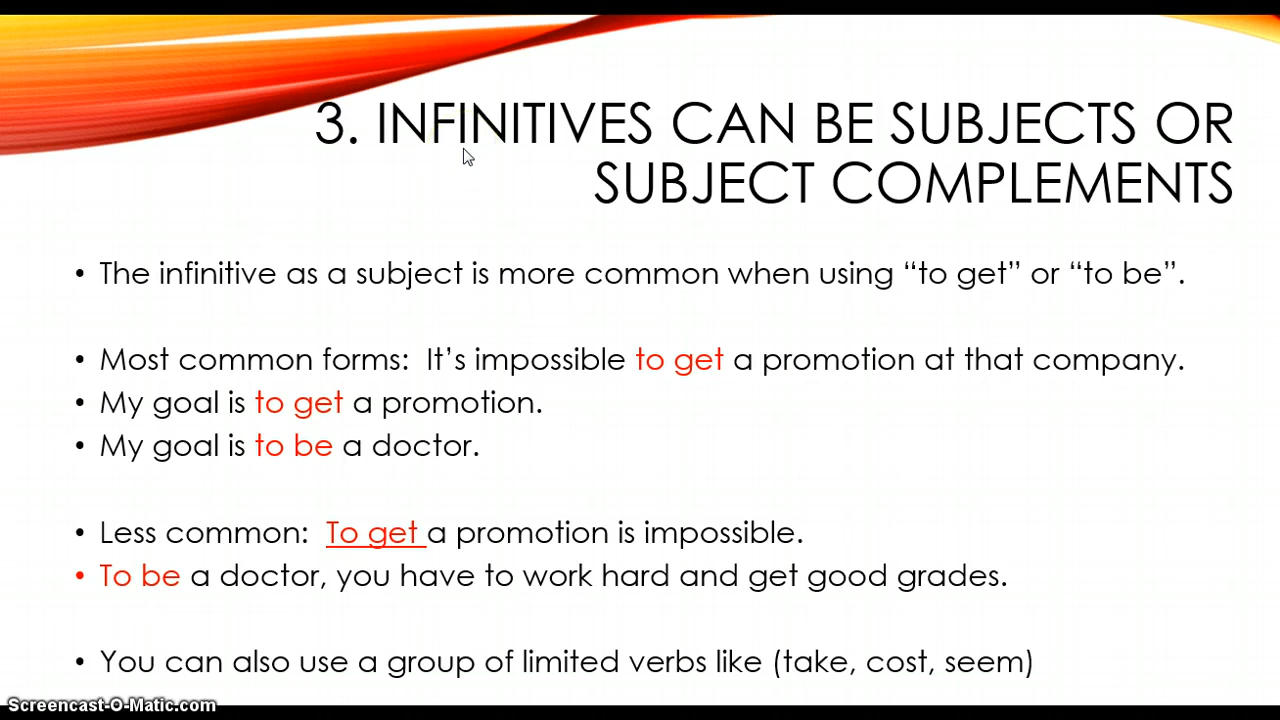 3. INFINITIVES CAN BE SUBJECTS OR
SUBJECT COMPLEMENTS
• The infinitive as a subject is more common when using “to get” or “to be”.
• Most common forms:  It’s impossible to get a promotion at that company.
• My goal is to get a promotion.
• My goal is to be a doctor.
• Less common:  To get a promotion is impossible.
• To be a doctor, you have to work hard and get good grades.
• You can also use a group of limited verbs like (take, cost, seem)
Screencast-O-Matic.com